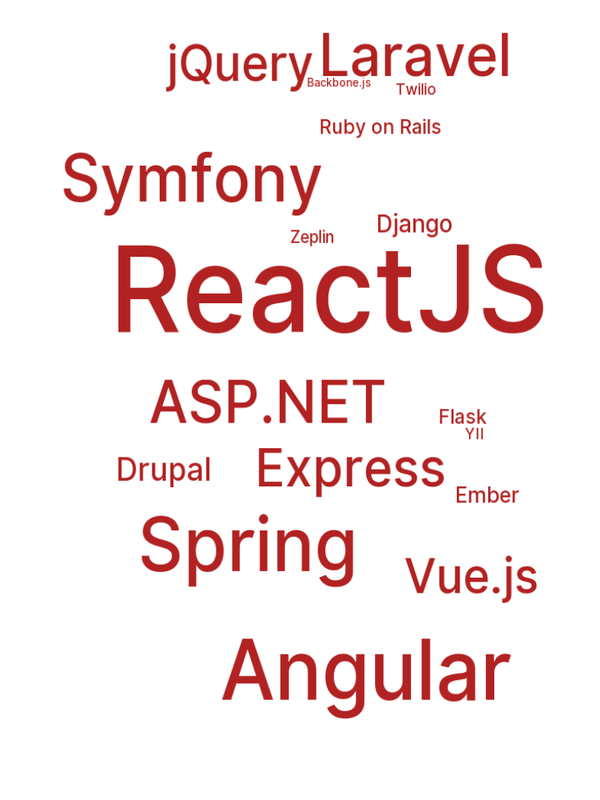 jQuery
Laravel
Backbone.js
Twilio
Ruby on Rails
Symfony
Django
Zeplin
ReactJS
ASP.NET
Flask
YII
Express
Drupal
Ember
Spring
Vue.js
Angular